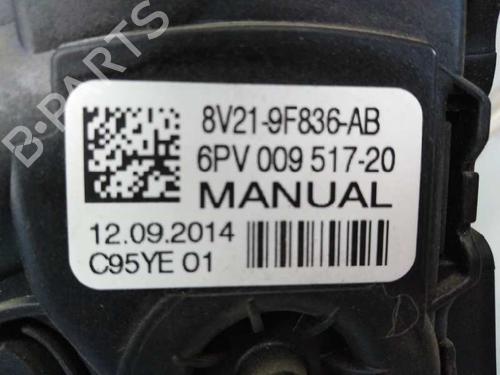 B-PARTS
8V21-9F836-AB
6PV 009 517-20
MANUAL
12.09.2014
C95YE 01